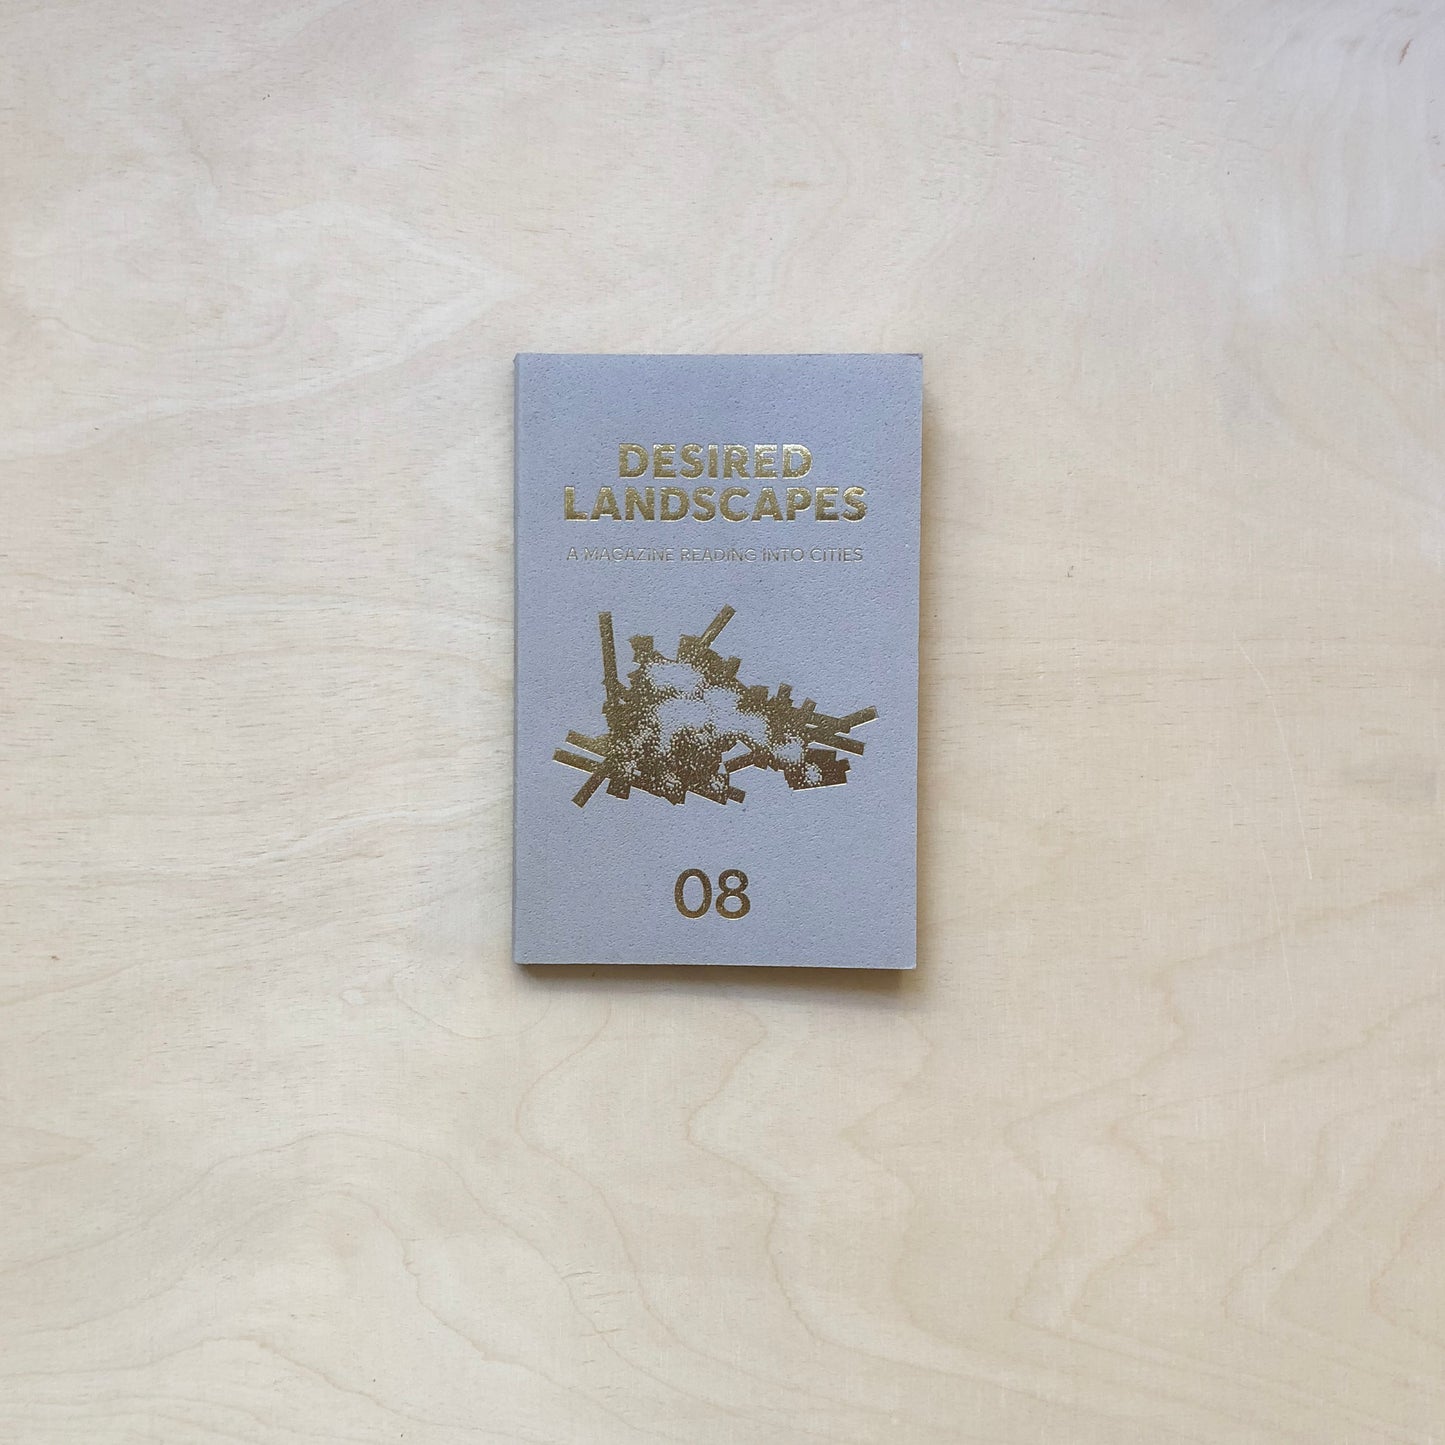 DESIRED
LANDSCAPES
A MAGAZINE READING INTO CITIES
08